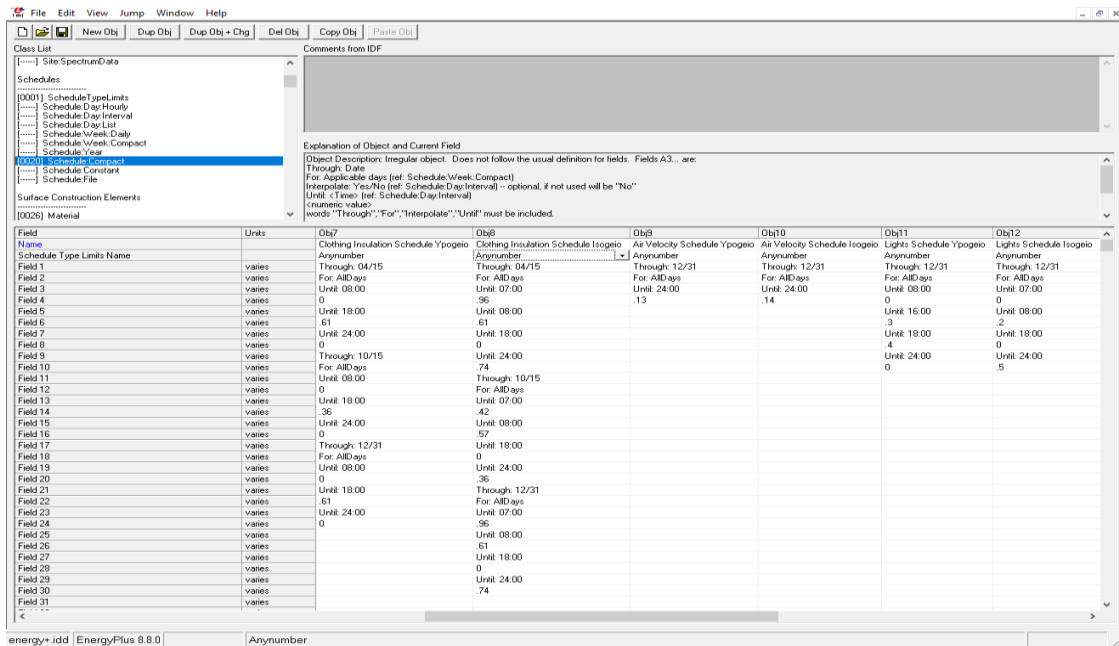 File Edit View Jump Window Help
New Obj Dup Obj Dup Obj + Chg Del Obj Copy Obj Paste Obj
Class List Comments from IDF
[------] Site:SpectrumData
Schedules
[0001] ScheduleTypeLimits
[------] Schedule:Day:Hourly
[------] Schedule:Day:Interval
[------] Schedule:Day:List
[------] Schedule:Week:Daily
[------] Schedule:Week:Compact
[------] Schedule:Year
[0020] Schedule:Compact
[------] Schedule:Constant
[------] Schedule:File
Surface Construction Elements
[0026] Material
Explanation of Object and Current Field
Object Description: Irregular object. Does not follow the usual definition for fields. Fields A3... are:
Through: Date
For: Applicable days (ref: Schedule:Week:Compact)
Interpolate: Yes/No (ref: Schedule:Day:Interval) -- optional, if not used will be "No"
Until: <Time> (ref: Schedule:Day:Interval)
<numeric value>
words "Through","For","Interpolate","Until" must be included.
Field Units Obj7 Obj8 Obj9 Obj10 Obj11 Obj12
Name Clothing Insulation Schedule Ypogeio Clothing Insulation Schedule Isogeio Air Velocity Schedule Ypogeio Air Velocity Schedule Isogeio Lights Schedule Ypogeio Lights Schedule Isogeio
Schedule Type Limits Name Anynumber Anynumber Anynumber Anynumber Anynumber Anynumber
Field 1 varies Through: 04/15 Through: 04/15 Through: 12/31 Through: 12/31 Through: 12/31 Through: 12/31
Field 2 varies For: AllDays For: AllDays For: AllDays For: AllDays For: AllDays For: AllDays
Field 3 varies Until: 08:00 Until: 07:00 Until: 24:00 Until: 24:00 Until: 08:00 Until: 07:00
Field 4 varies 0 .96 .13 .14 0 0
Field 5 varies Until: 18:00 Until: 08:00 Until: 16:00 Until: 08:00
Field 6 varies .61 .61 .3 .2
Field 7 varies Until: 24:00 Until: 18:00 Until: 18:00 Until: 18:00
Field 8 varies 0 0 .4 0
Field 9 varies Through: 10/15 Until: 24:00 Until: 24:00 Until: 24:00
Field 10 varies For: AllDays .74 0 .5
Field 11 varies Until: 08:00 Through: 10/15
Field 12 varies 0 For: AllDays
Field 13 varies Until: 18:00 Until: 07:00
Field 14 varies .36 .42
Field 15 varies Until: 24:00 Until: 08:00
Field 16 varies 0 .57
Field 17 varies Through: 12/31 Until: 18:00
Field 18 varies For: AllDays 0
Field 19 varies Until: 08:00 Until: 24:00
Field 20 varies 0 .36
Field 21 varies Until: 18:00 Through: 12/31
Field 22 varies .61 For: AllDays
Field 23 varies Until: 24:00 Until: 07:00
Field 24 varies 0 .96
Field 25 varies Until: 08:00
Field 26 varies .61
Field 27 varies Until: 18:00
Field 28 varies 0
Field 29 varies Until: 24:00
Field 30 varies .74
Field 31 varies
energy+.idd EnergyPlus 8.8.0 Anynumber